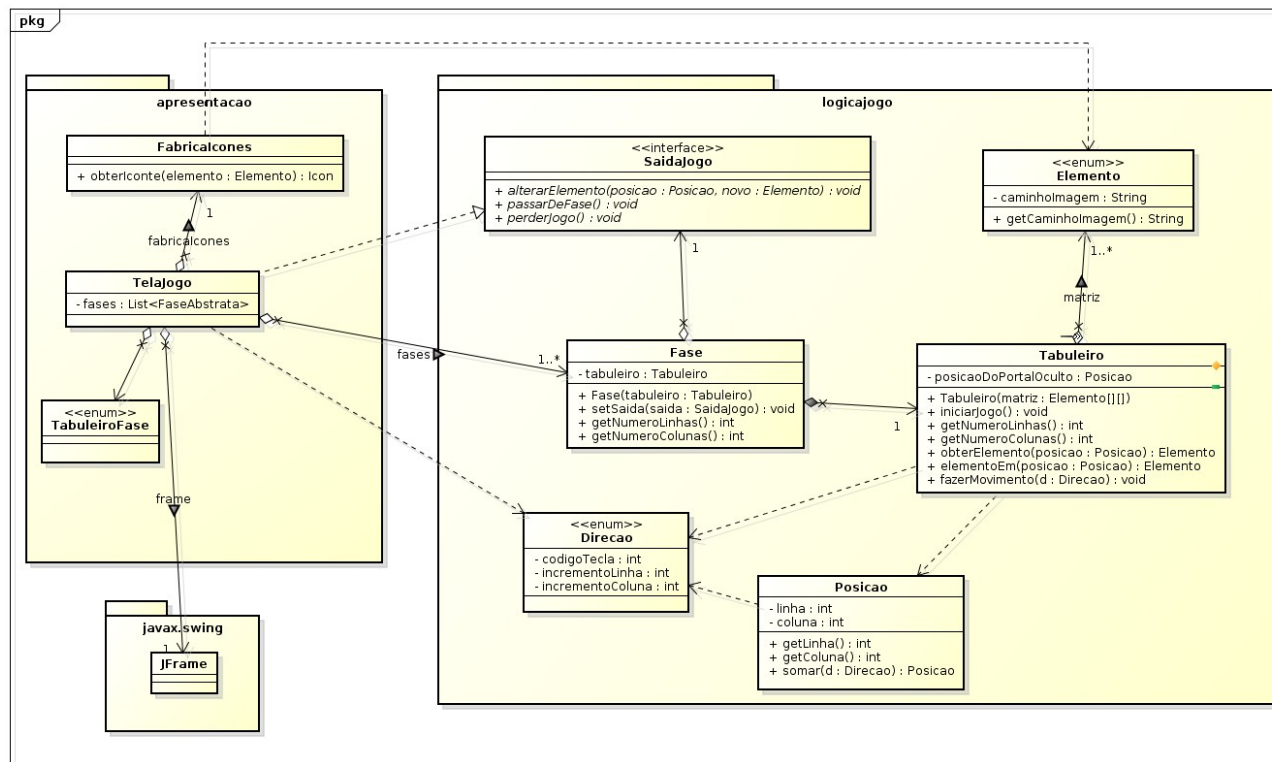 pkg
apresentacao
FabricaIcones
+ obterIconte(elemento : Elemento) : Icon
1
fabricaIcones
TelaJogo
- fases : List<FaseAbstrata>
<<enum>>
TabuleiroFase
frame
javax.swing
1
JFrame
logicajogo
<<interface>>
SaidaJogo
+ alterarElemento(posicao : Posicao, novo : Elemento) : void
+ passarDeFase() : void
+ perderJogo() : void
1
<<enum>>
Elemento
- caminhoImagem : String
+ getCaminhoImagem() : String
1..*
matriz
fases
1..*
Fase
- tabuleiro : Tabuleiro
+ Fase(tabuleiro : Tabuleiro)
+ setSaida(saida : SaidaJogo) : void
+ getNumeroLinhas() : int
+ getNumeroColunas() : int
1
Tabuleiro
- posicaoDoPortalOculto : Posicao
+ Tabuleiro(matriz : Elemento[][])
+ iniciarJogo() : void
+ getNumeroLinhas() : int
+ getNumeroColunas() : int
+ obterElemento(posicao : Posicao) : Elemento
+ elementoEm(posicao : Posicao) : Elemento
+ fazerMovimento(d : Direcao) : void
<<enum>>
Direcao
- codigoTecla : int
- incrementoLinha : int
- incrementoColuna : int
Posicao
- linha : int
- coluna : int
+ getLinha() : int
+ getColuna() : int
+ somar(d : Direcao) : Posicao